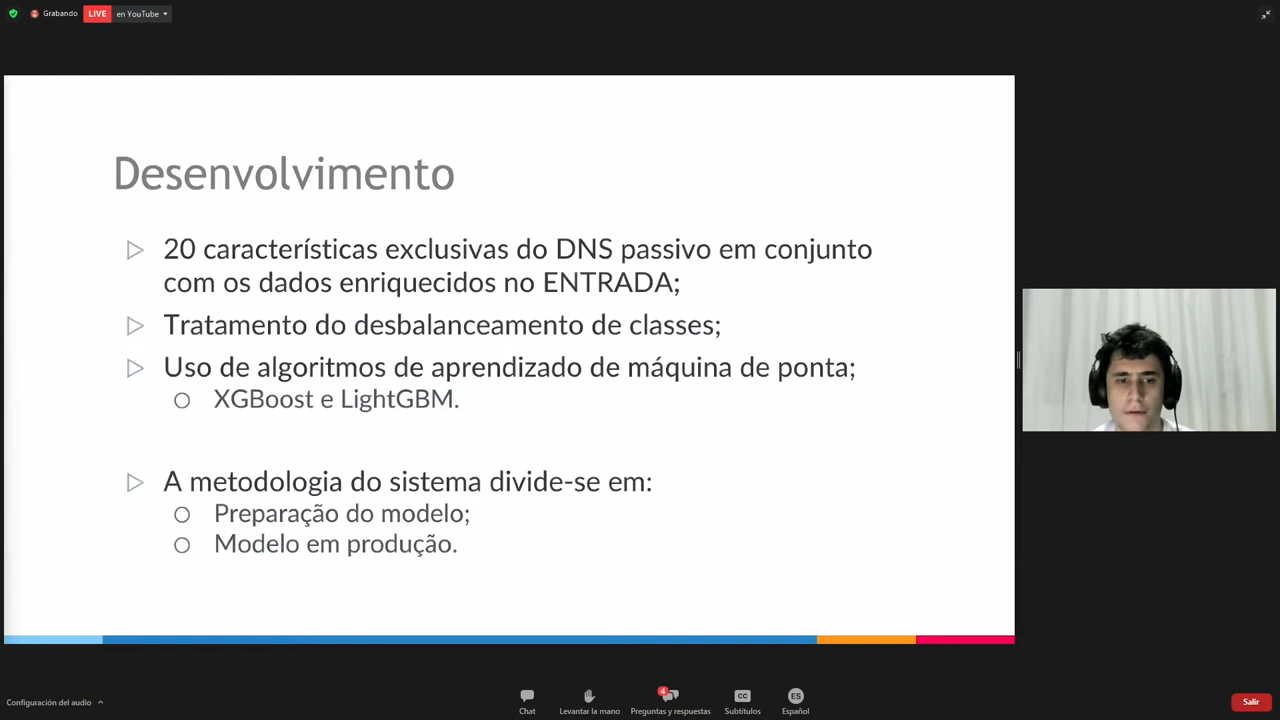 Grabando
LIVE
en YouTube
Desenvolvimento
20 características exclusivas do DNS passivo em conjunto
com os dados enriquecidos no ENTRADA;
Tratamento do desbalanceamento de classes;
Uso de algoritmos de aprendizado de máquina de ponta;
XGBoost e LightGBM.
A metodologia do sistema divide-se em:
Preparação do modelo;
Modelo em produção.
Configuración del audio
Chat
Levantar la mano
4
Preguntas y respuestas
CC
Subtítulos
ES
Español
Salir